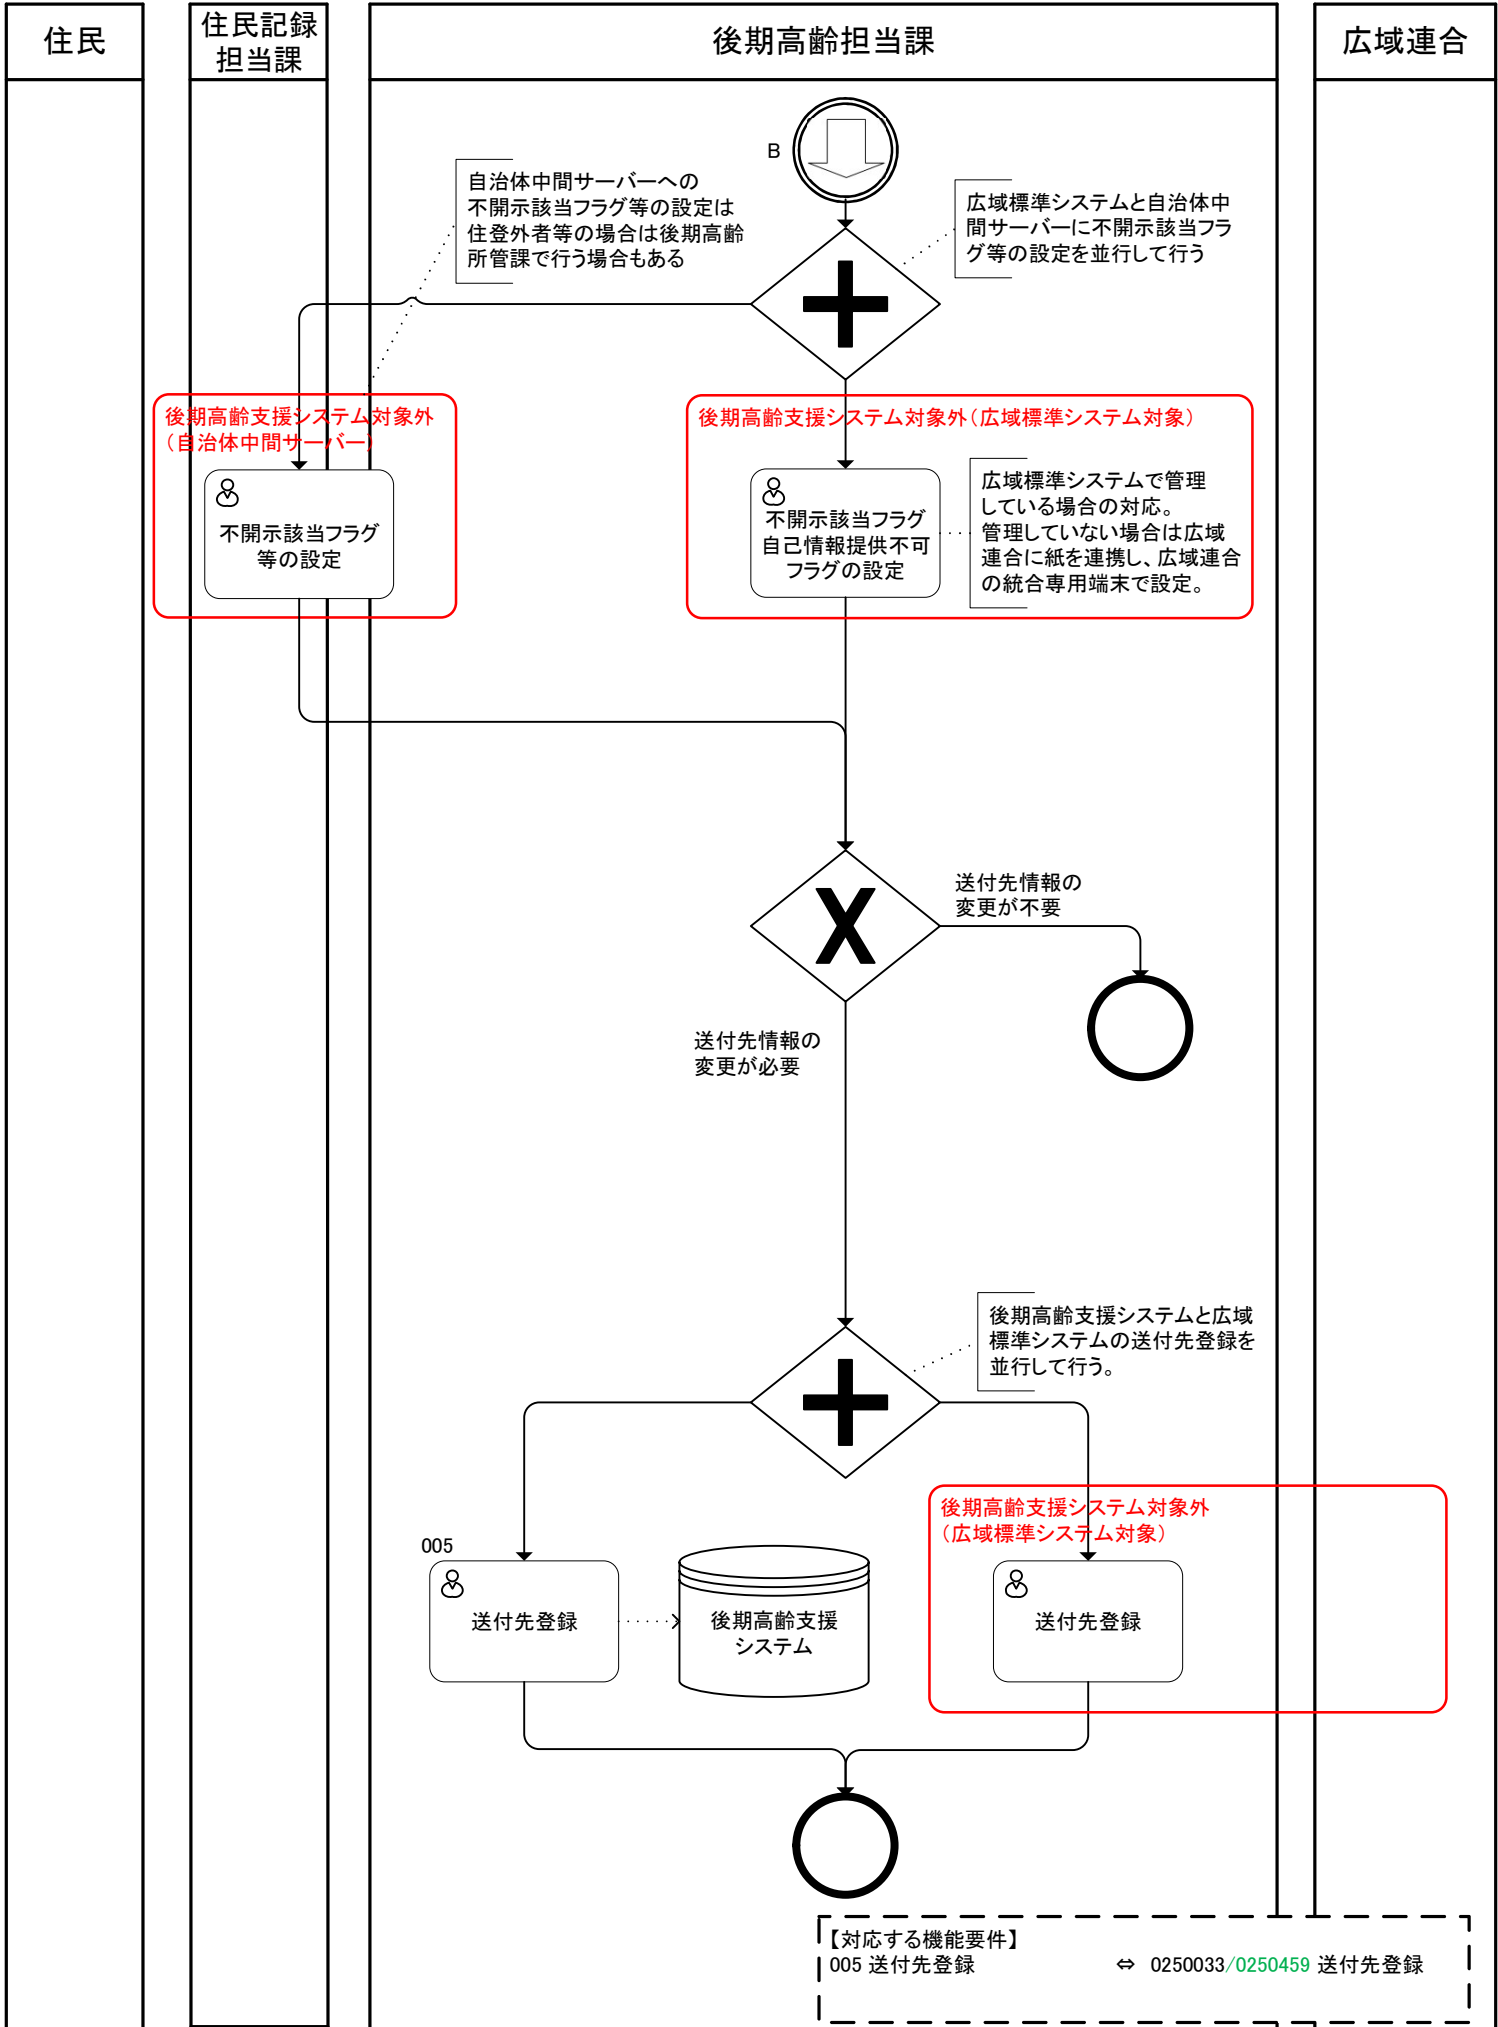 住民
住民記録
担当課
後期高齢担当課
広域連合
B
自治体中間サーバーへの
不開示該当フラグ等の設定は
住登外者等の場合は後期高齢
所管課で行う場合もある
広域標準システムと自治体中
間サーバーに不開示該当フラ
グ等の設定を並行して行う
後期高齢支援システム対象外
（自治体中間サーバー）
不開示該当フラグ
等の設定
後期高齢支援システム対象外（広域標準システム対象）
不開示該当フラグ
自己情報提供不可
フラグの設定
広域標準システムで管理
している場合の対応。
管理していない場合は広域
連合に紙を連携し、広域連合
の統合専用端末で設定。
X
送付先情報の
変更が不要
送付先情報の
変更が必要
後期高齢支援システムと広域
標準システムの送付先登録を
並行して行う。
005
送付先登録
後期高齢支援
システム
後期高齢支援システム対象外
（広域標準システム対象）
送付先登録
【対応する機能要件】
005 送付先登録 ⇔ 0250033/0250459 送付先登録